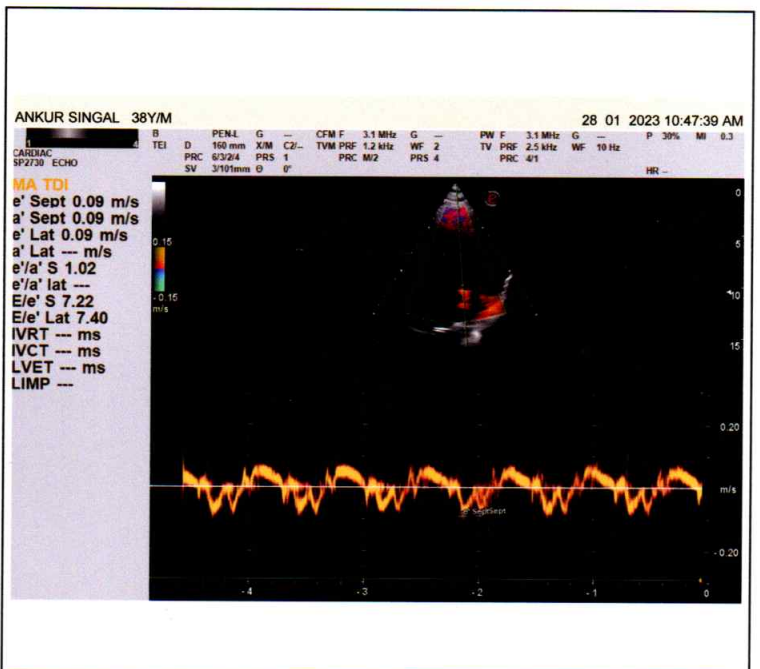 ANKUR SINGAL 38Y/M
28 01 2023 10:47:39 AM
B PEN-L G --- CFM F 3.1 MHz G --- PW F 3.1 MHz G --- P 30% MI 0.3
1 4 TEI D 160 mm X/M C2/-- TVM PRF 1.2 kHz WF 2 TV PRF 2.5 kHz WF 10 Hz
CARDIAC PRC 6/3/2/4 PRS 1 PRC M/2 PRS 4 PRC 4/1
SP2730 ECHO SV 3/101mm Θ 0° HR --
MA TDI
e' Sept 0.09 m/s
a' Sept 0.09 m/s
e' Lat 0.09 m/s
a' Lat --- m/s
e'/a' S 1.02
e'/a' lat ---
E/e' S 7.22
E/e' Lat 7.40
IVRT --- ms
IVCT --- ms
LVET --- ms
LIMP ---
0.15
- 0.15
m/s
0
5
10
15
0.20
m/s
- 0.20
-4
-3
-2
-1
0